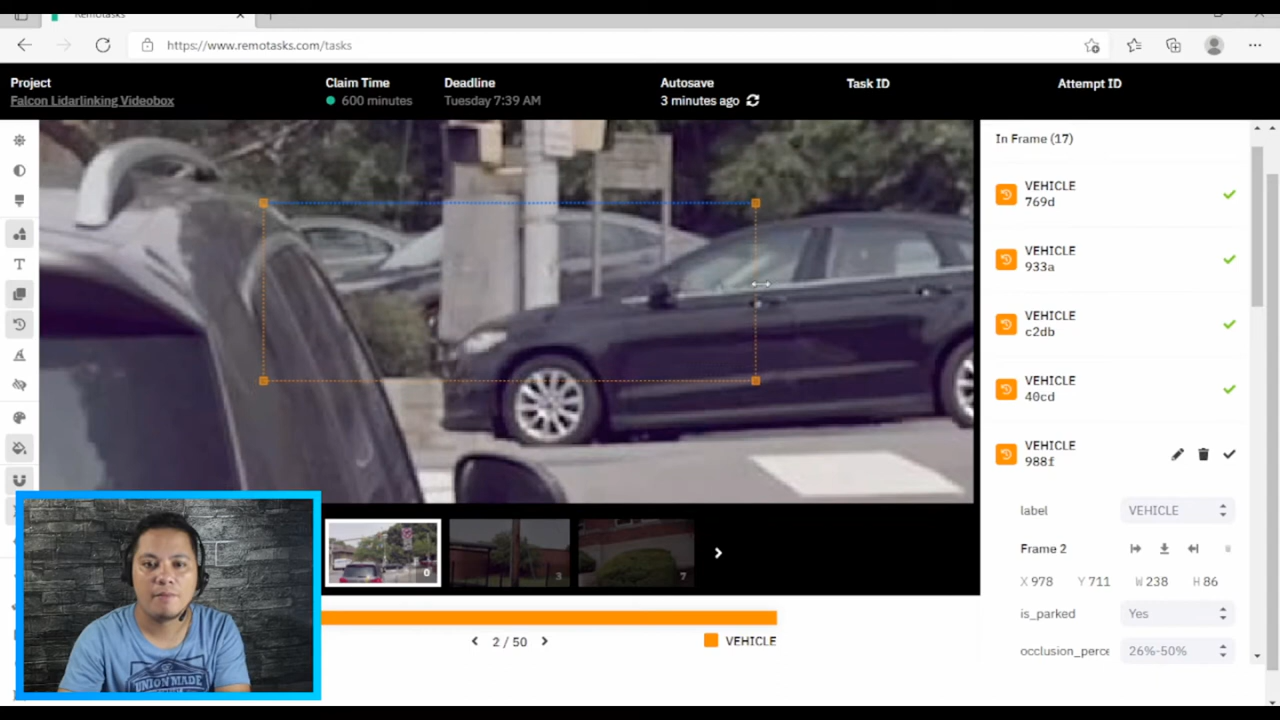 Remotasks
https://www.remotasks.com/tasks
Project
Falcon Lidarlinking Videobox
Claim Time
600 minutes
Deadline
Tuesday 7:39 AM
Autosave
3 minutes ago
Task ID
Attempt ID
In Frame (17)
VEHICLE
769d
VEHICLE
933a
VEHICLE
c2db
VEHICLE
40cd
VEHICLE
988f
label
VEHICLE
Frame 2
X 978
Y 711
W 238
H 86
is_parked
Yes
occlusion_perce
26%-50%
T
0
3
7
2 / 50
VEHICLE
UNION MADE